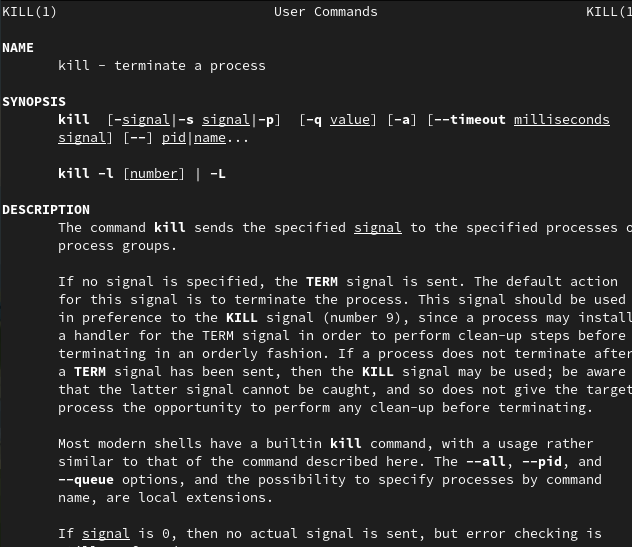 KILL(1) User Commands KILL(1
NAME
kill - terminate a process
SYNOPSIS
kill [-signal|-s signal|-p] [-q value] [-a] [--timeout milliseconds
signal] [--] pid|name...
kill -l [number] | -L
DESCRIPTION
The command kill sends the specified signal to the specified processes o
process groups.
If no signal is specified, the TERM signal is sent. The default action
for this signal is to terminate the process. This signal should be used
in preference to the KILL signal (number 9), since a process may install
a handler for the TERM signal in order to perform clean-up steps before
terminating in an orderly fashion. If a process does not terminate after
a TERM signal has been sent, then the KILL signal may be used; be aware
that the latter signal cannot be caught, and so does not give the target
process the opportunity to perform any clean-up before terminating.
Most modern shells have a builtin kill command, with a usage rather
similar to that of the command described here. The --all, --pid, and
--queue options, and the possibility to specify processes by command
name, are local extensions.
If signal is 0, then no actual signal is sent, but error checking is